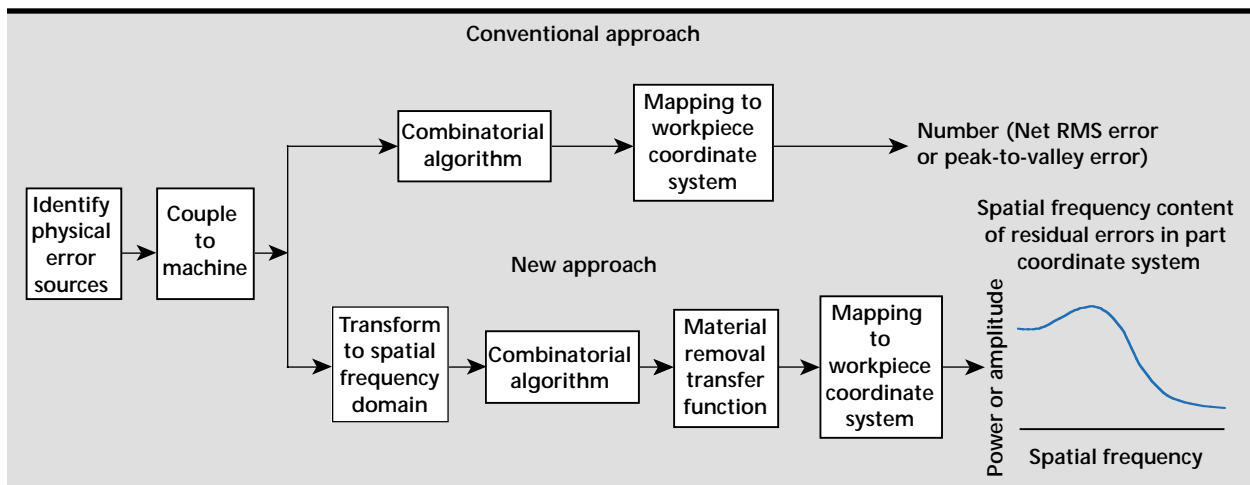 Conventional approach
Combinatorial
algorithm
Mapping to
workpiece
coordinate
system
Number (Net RMS error
or peak-to-valley error)
Identify
physical
error
sources
Couple
to
machine
New approach
Transform
to spatial
frequency
domain
Combinatorial
algorithm
Material
removal
transfer
function
Mapping
to
workpiece
coordinate
system
Spatial frequency content
of residual errors in part
coordinate system
Power or amplitude
Spatial frequency